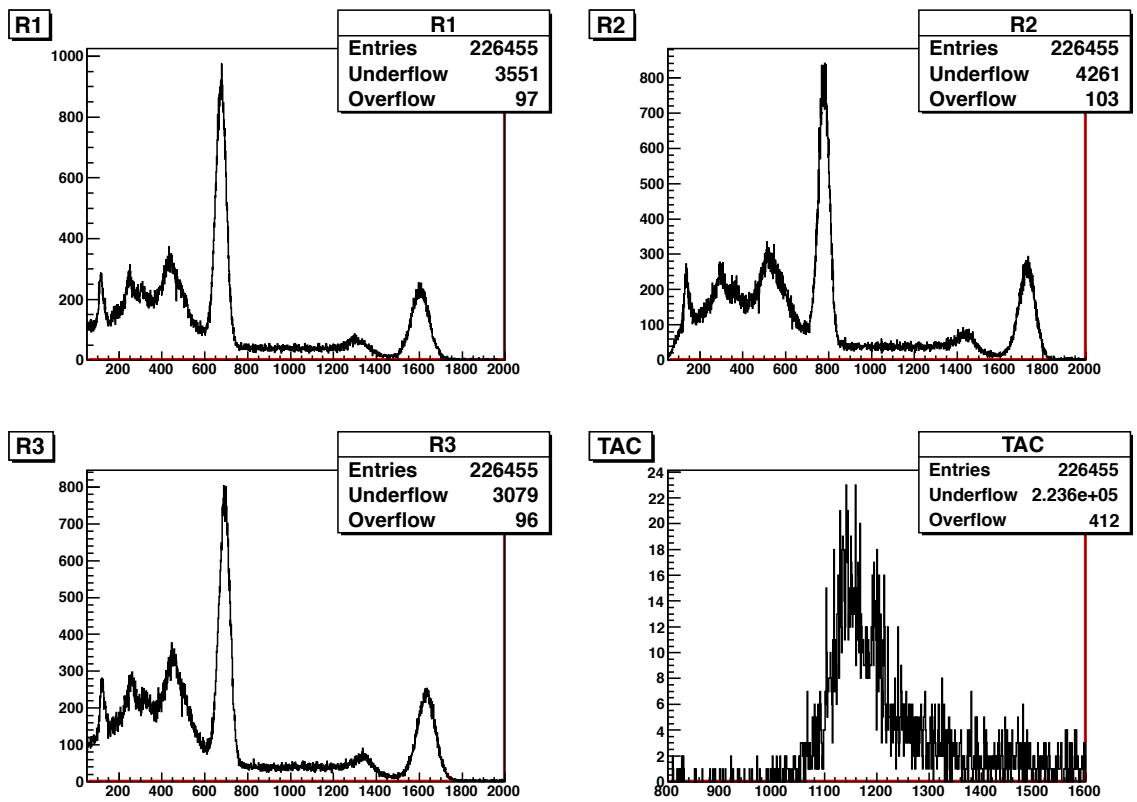 R1
R1
Entries 226455
Underflow 3551
Overflow 97
1000
800
600
400
200
0
200 400 600 800 1000 1200 1400 1600 1800 2000
R2
R2
Entries 226455
Underflow 4261
Overflow 103
800
700
600
500
400
300
200
100
0
200 400 600 800 1000 1200 1400 1600 1800 2000
R3
R3
Entries 226455
Underflow 3079
Overflow 96
800
700
600
500
400
300
200
100
0
200 400 600 800 1000 1200 1400 1600 1800 2000
TAC
TAC
Entries 226455
Underflow 2.236e+05
Overflow 412
24
22
20
18
16
14
12
10
8
6
4
2
0
800 900 1000 1100 1200 1300 1400 1500 1600